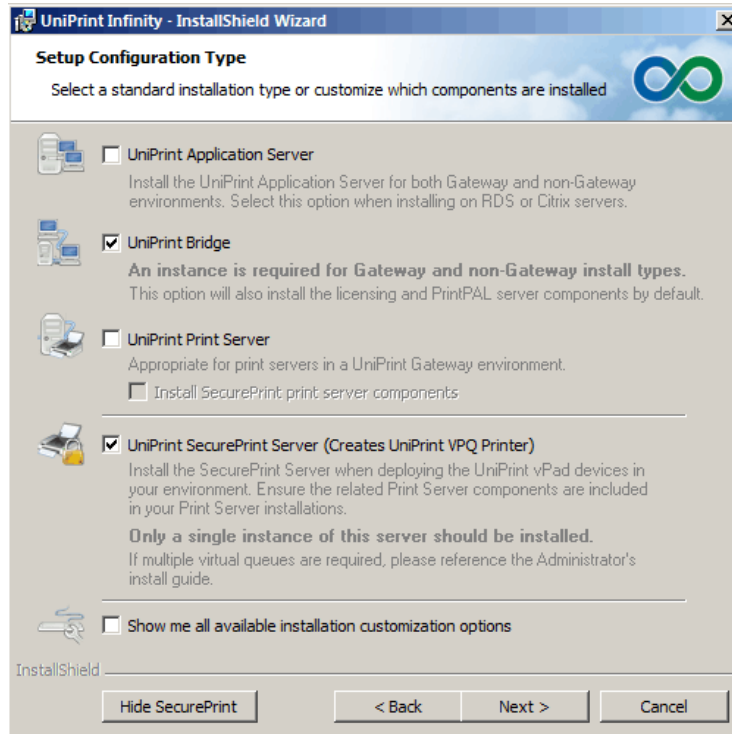 UniPrint Infinity - InstallShield Wizard
Setup Configuration Type
Select a standard installation type or customize which components are installed
UniPrint Application Server
Install the UniPrint Application Server for both Gateway and non-Gateway
environments. Select this option when installing on RDS or Citrix servers.
UniPrint Bridge
An instance is required for Gateway and non-Gateway install types.
This option will also install the licensing and PrintPAL server components by default.
UniPrint Print Server
Appropriate for print servers in a UniPrint Gateway environment.
Install SecurePrint print server components
UniPrint SecurePrint Server (Creates UniPrint VPQ Printer)
Install the SecurePrint Server when deploying the UniPrint vPad devices in
your environment. Ensure the related Print Server components are included
in your Print Server installations.
Only a single instance of this server should be installed.
If multiple virtual queues are required, please reference the Administrator's
install guide.
Show me all available installation customization options
InstallShield
Hide SecurePrint
< Back
Next >
Cancel